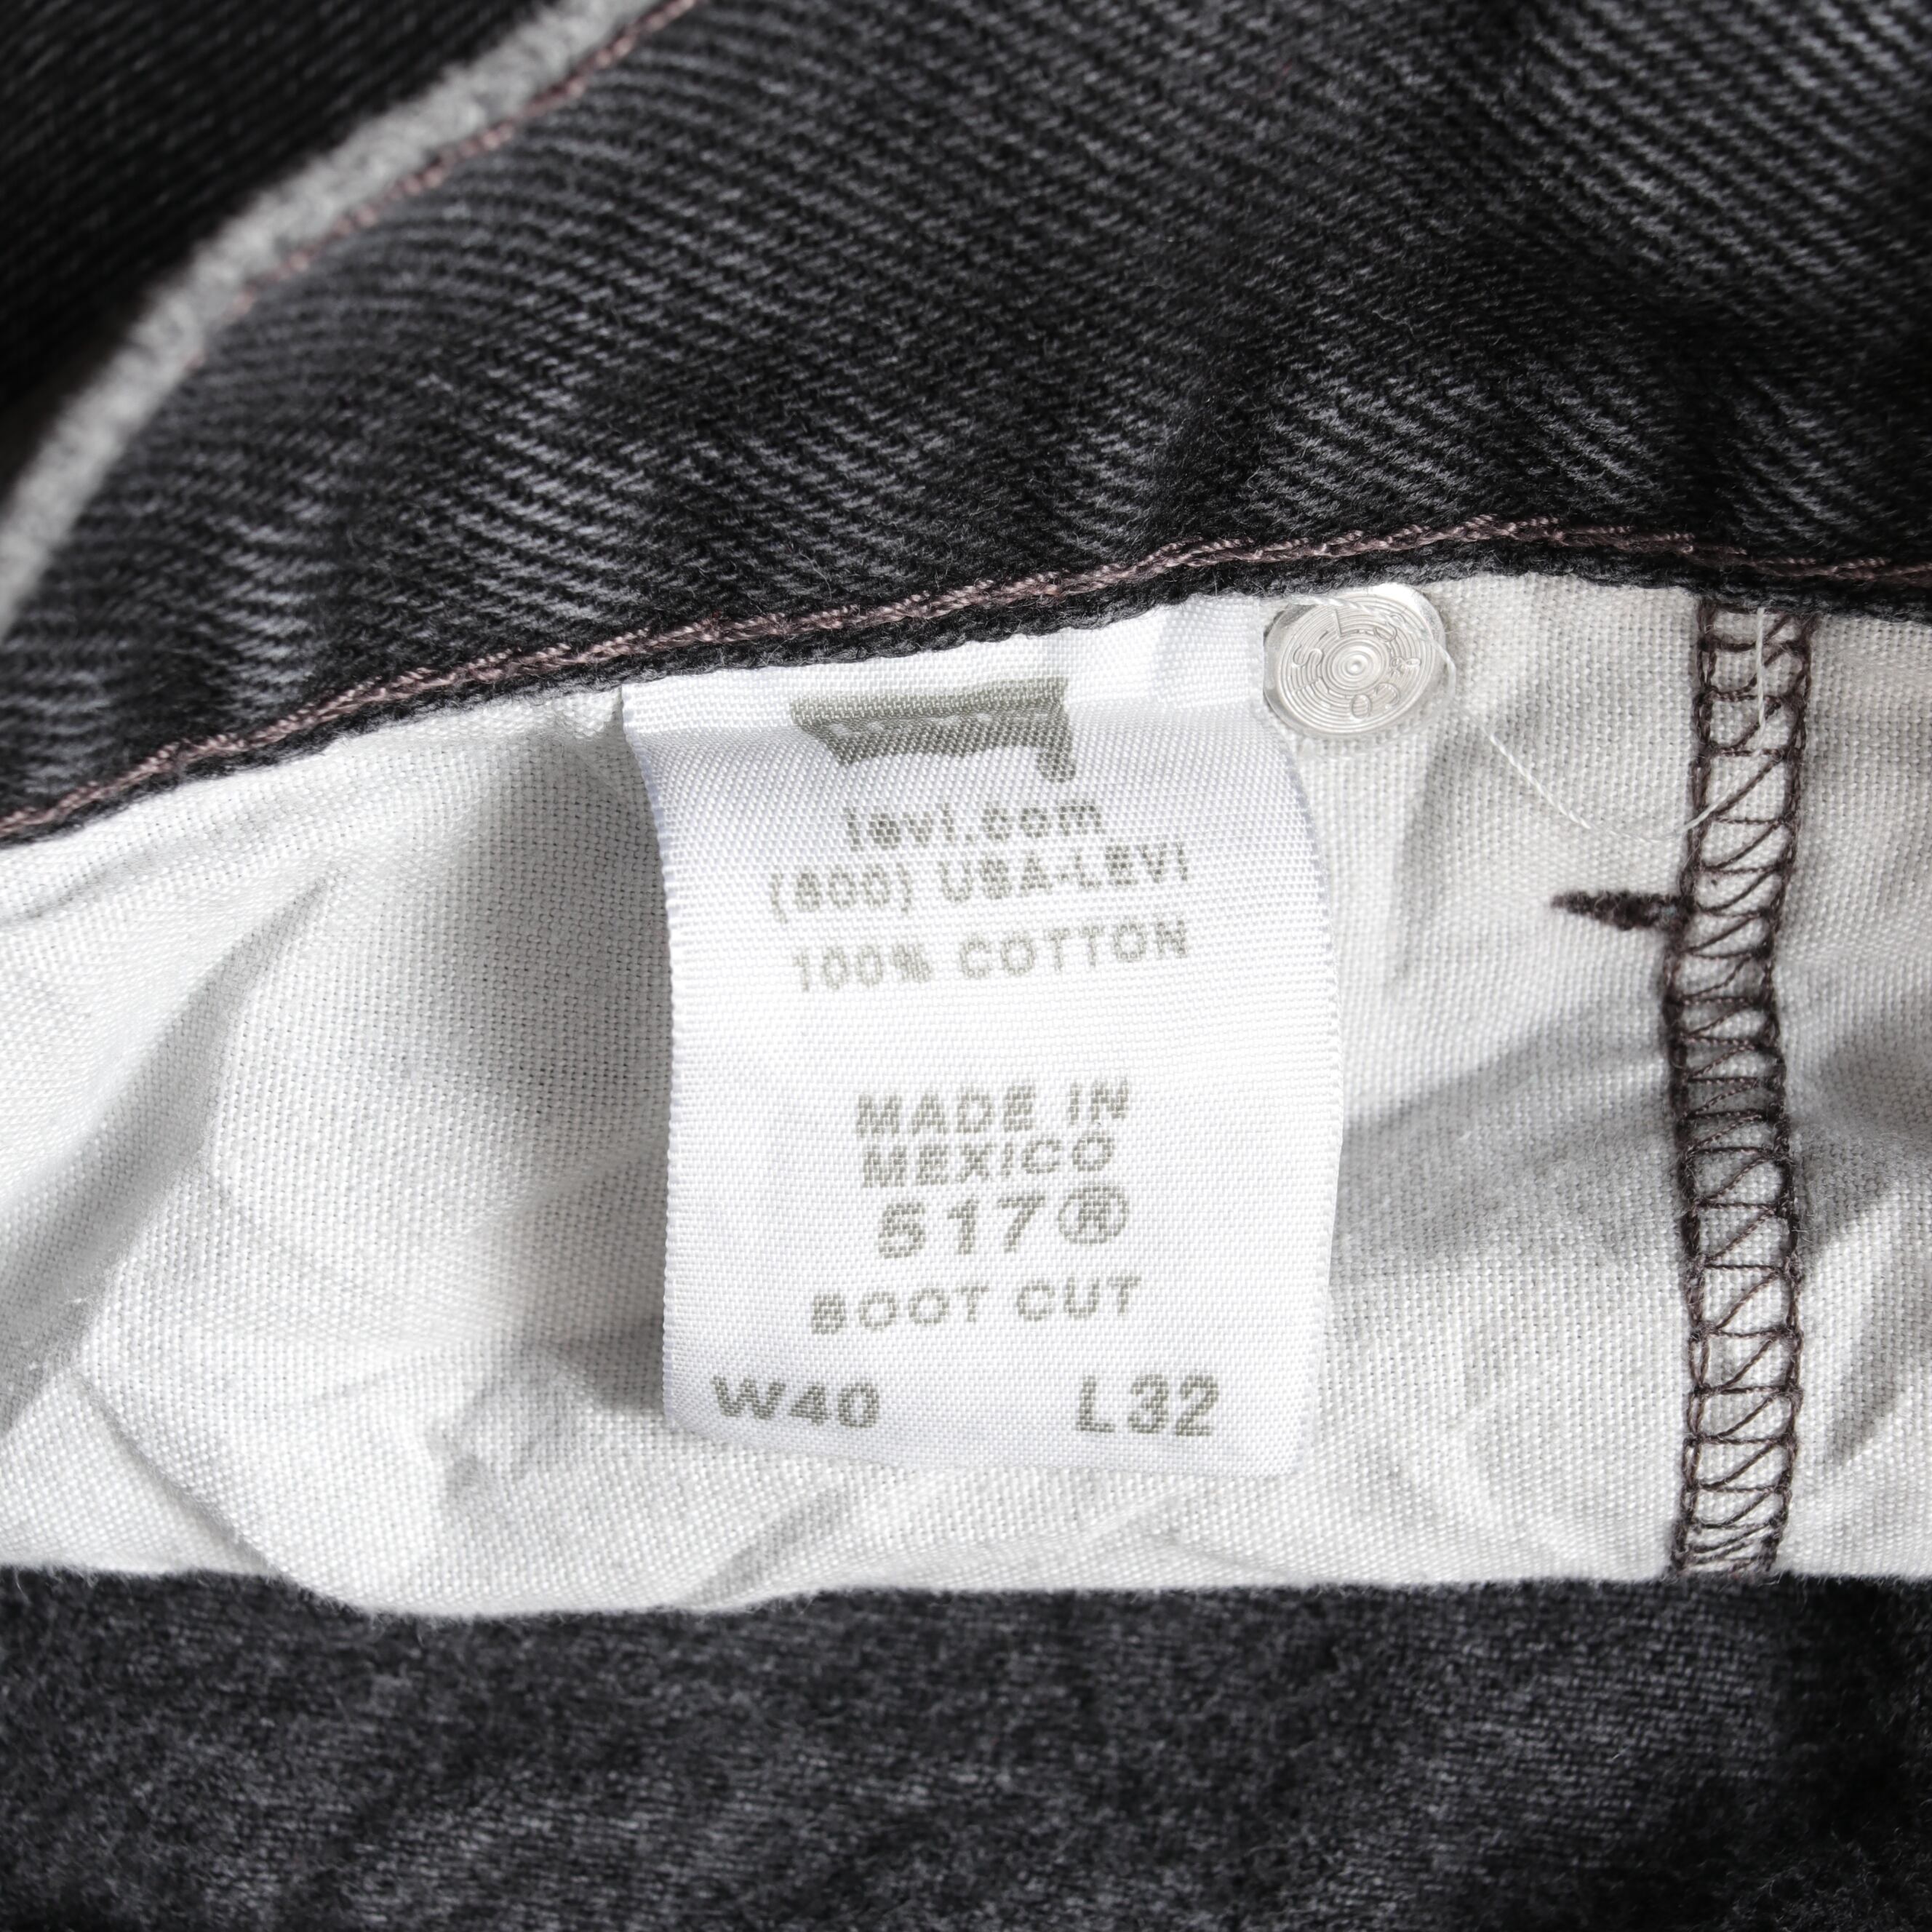 levi.com
(800) USA-LEVI
100% COTTON
MADE IN
MEXICO
517®
BOOT CUT
W40 L32